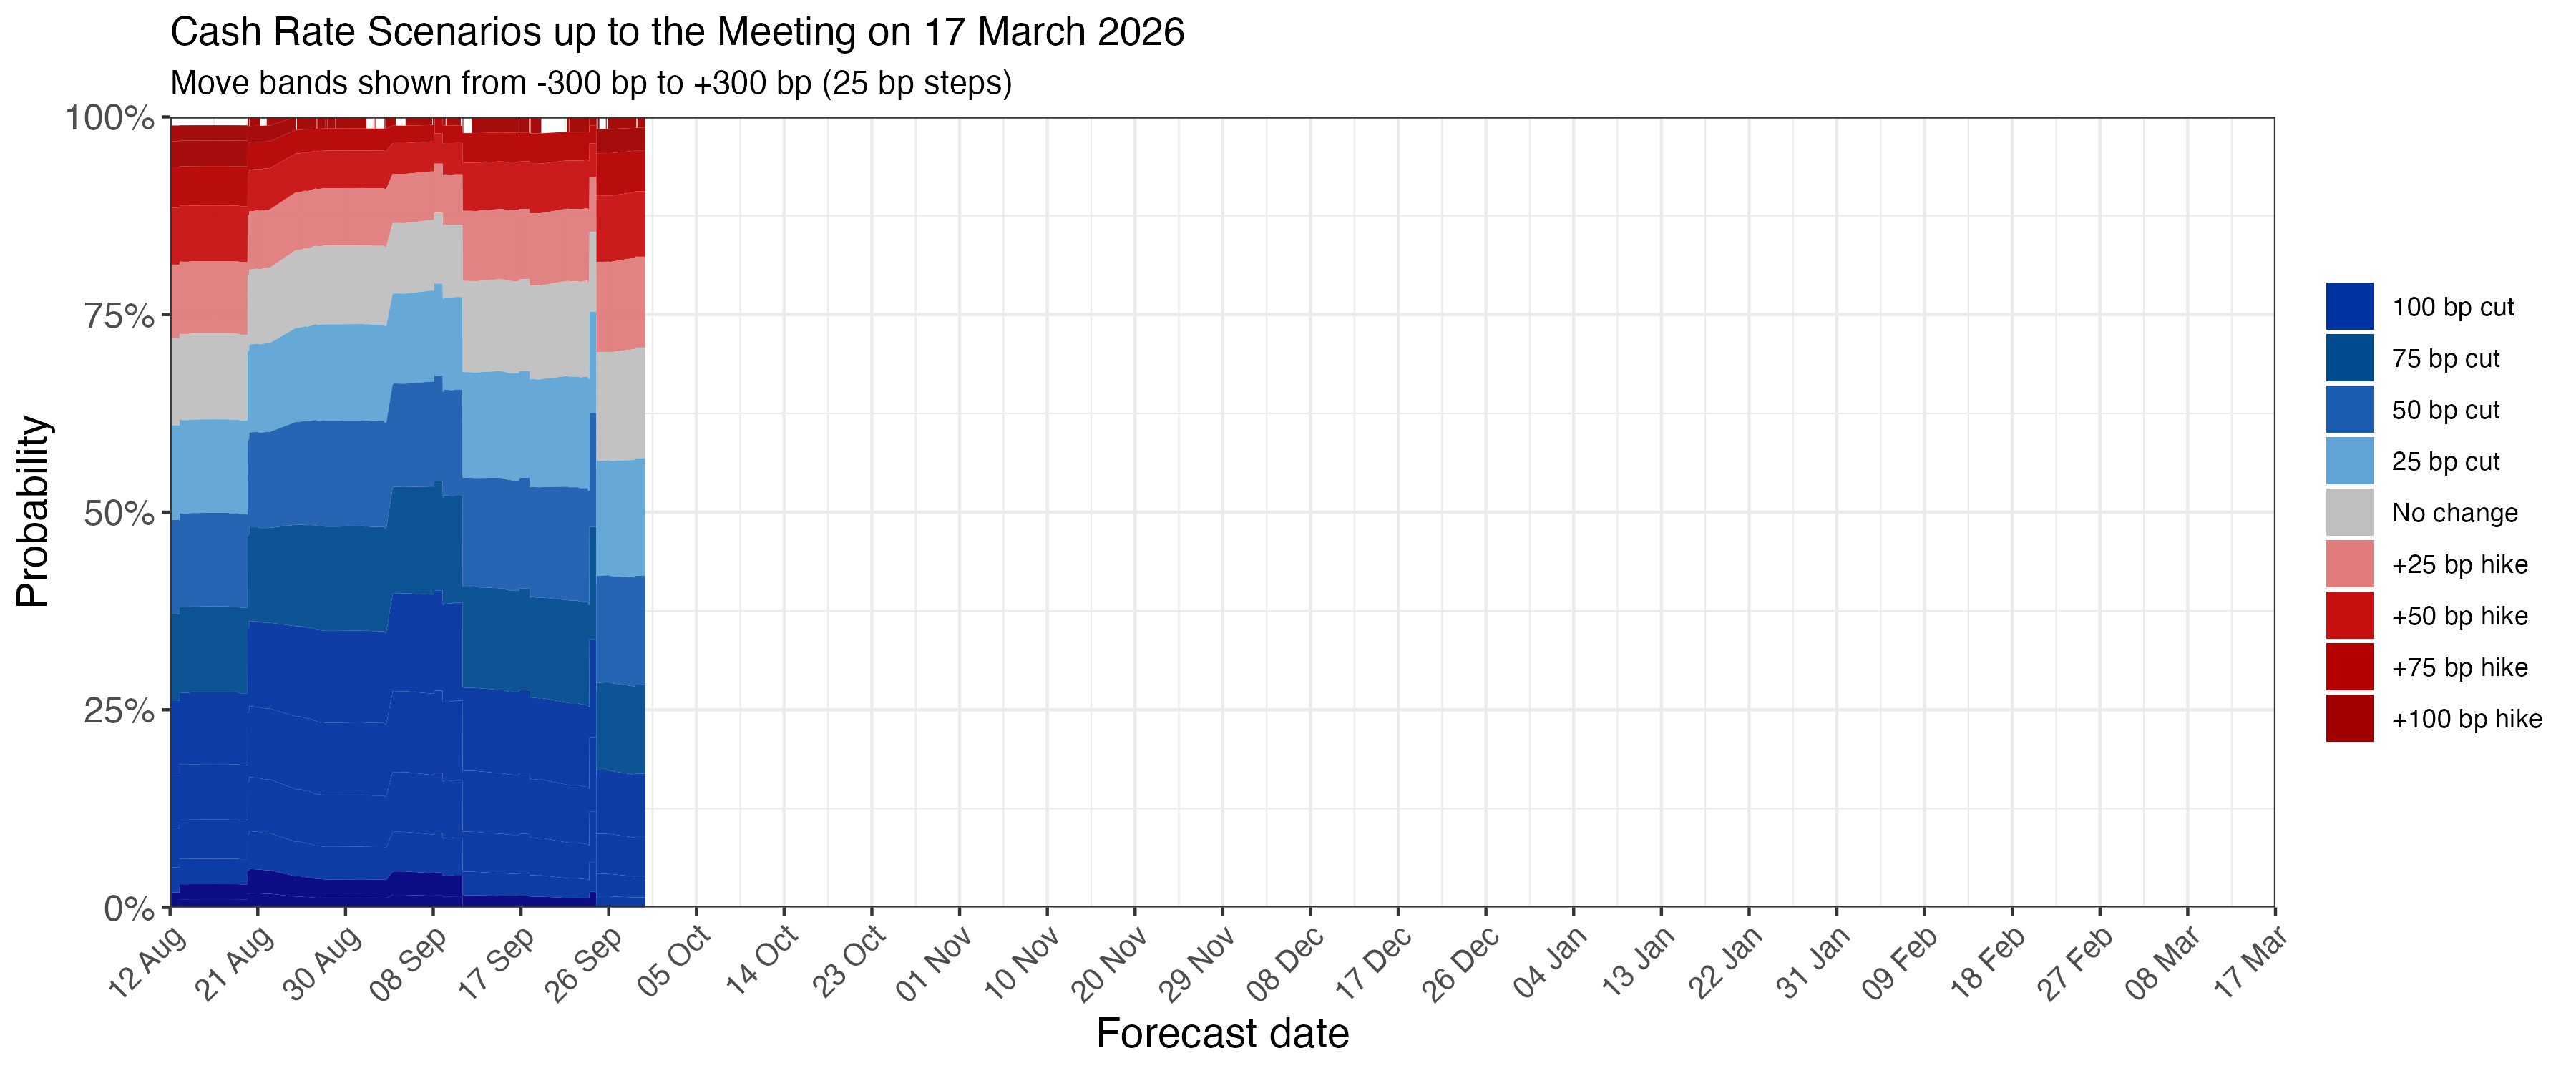 Cash Rate Scenarios up to the Meeting on 17 March 2026
Move bands shown from -300 bp to +300 bp (25 bp steps)
Probability
100%
75%
50%
25%
0%
12 Aug
21 Aug
30 Aug
08 Sep
17 Sep
26 Sep
05 Oct
14 Oct
23 Oct
01 Nov
10 Nov
20 Nov
29 Nov
08 Dec
17 Dec
26 Dec
04 Jan
13 Jan
22 Jan
31 Jan
09 Feb
18 Feb
27 Feb
08 Mar
17 Mar
Forecast date
100 bp cut
75 bp cut
50 bp cut
25 bp cut
No change
+25 bp hike
+50 bp hike
+75 bp hike
+100 bp hike